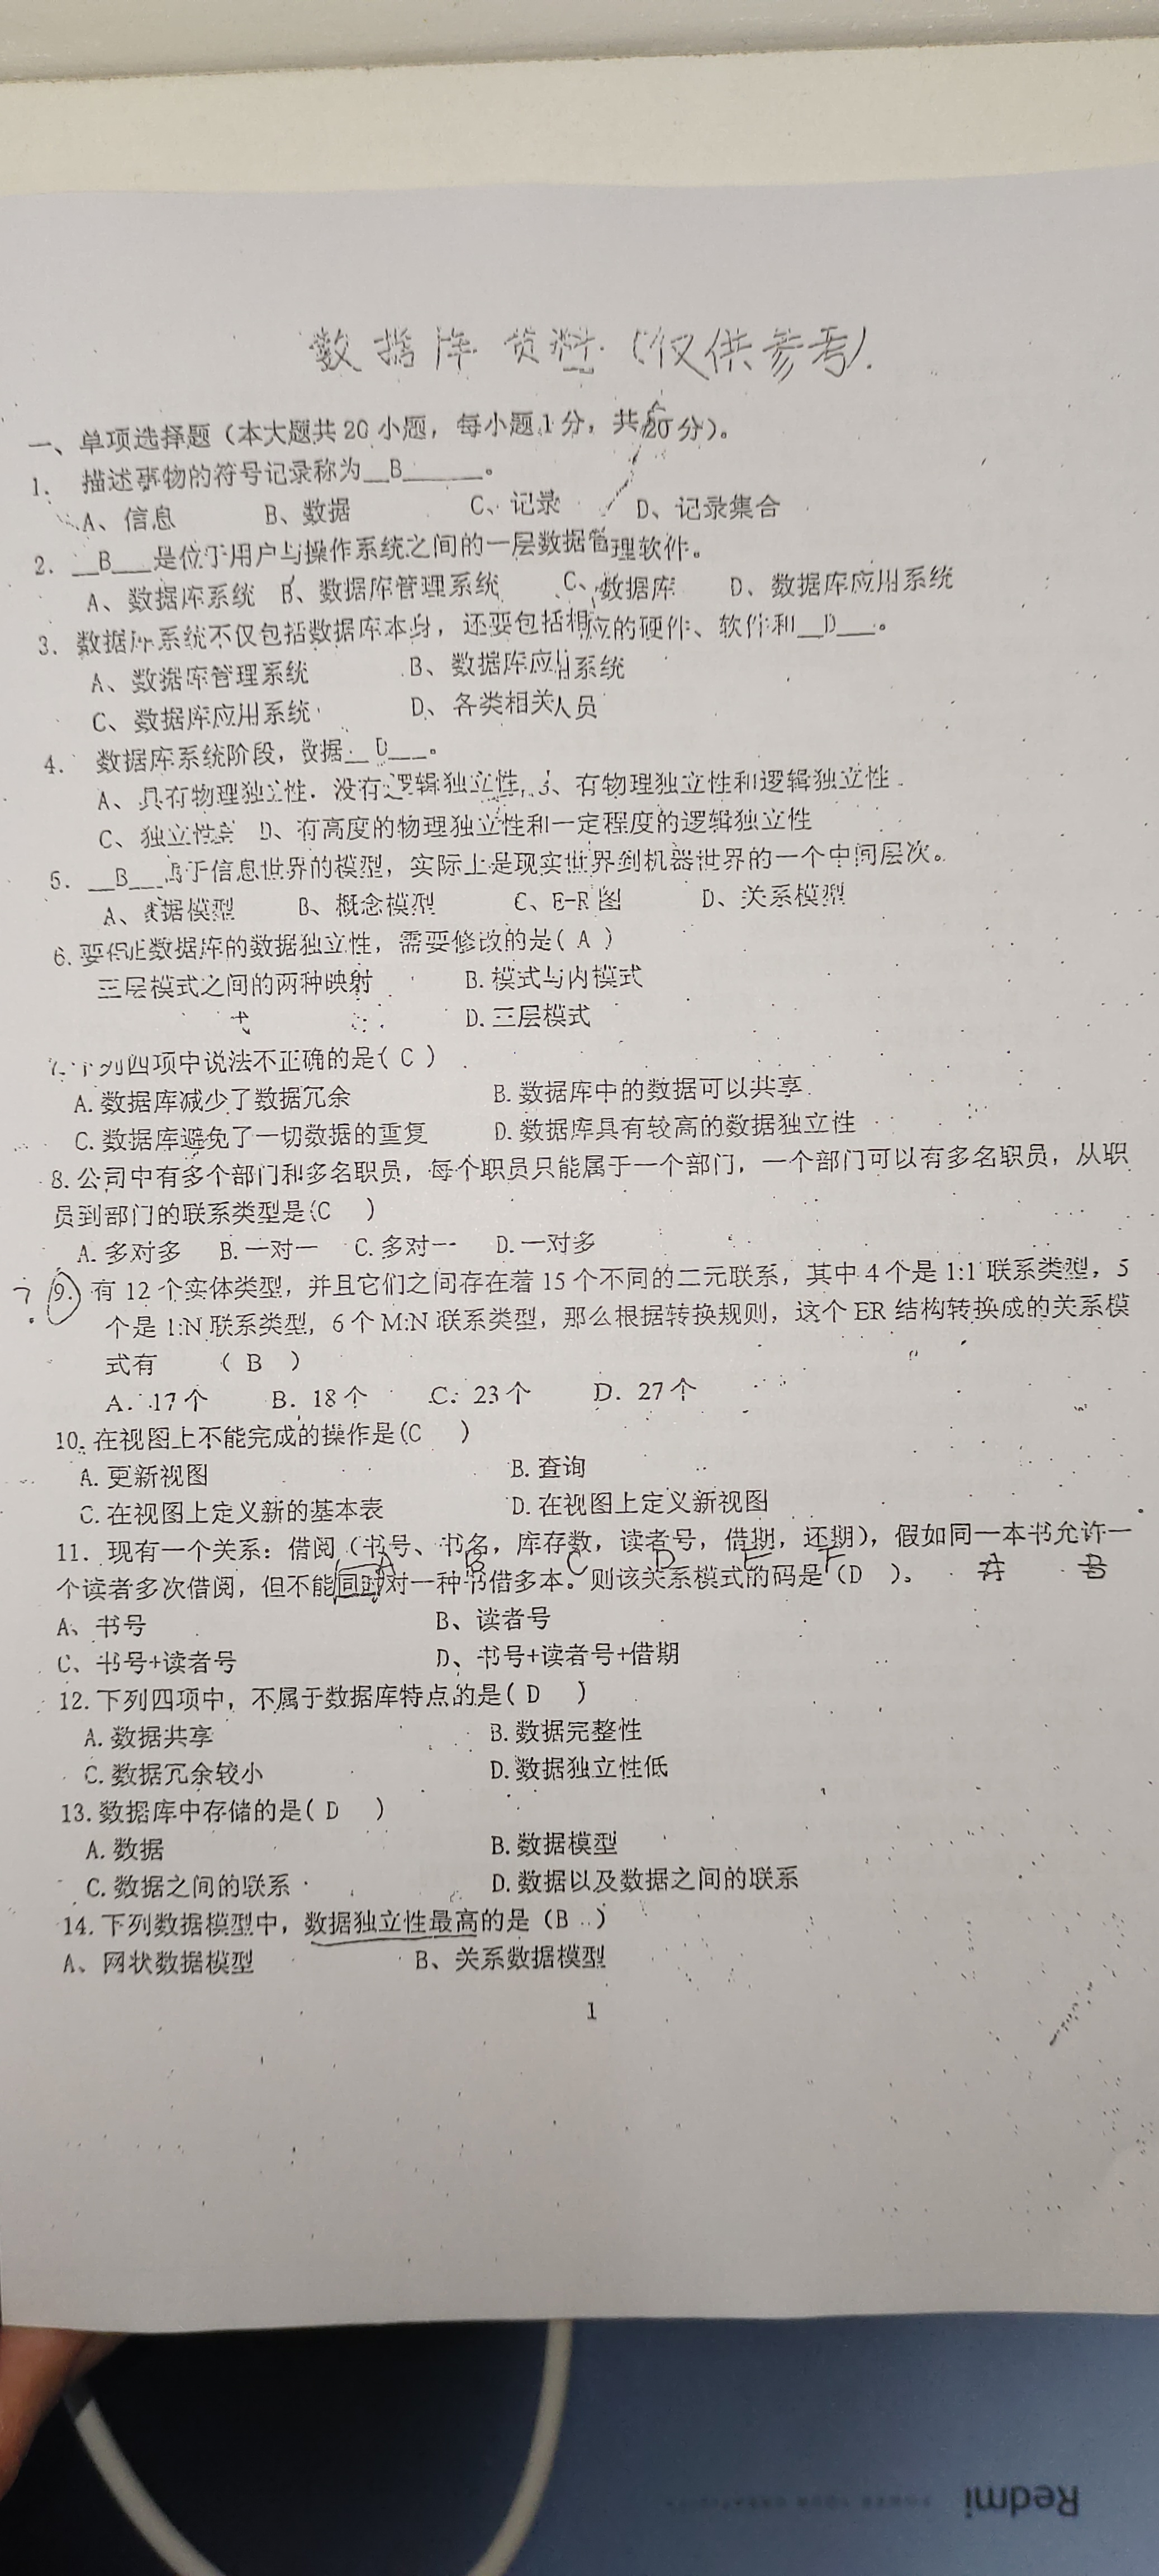 数据库资料(仅供参考).
一、单项选择题（本大题共20小题，每小题1分，共20分）。
1. 描述事物的符号记录称为__B______。
A、信息 B、数据 C、记录 D、记录集合
2. __B___是位于用户与操作系统之间的一层数据管理软件。
A、数据库系统 B、数据库管理系统 C、数据库 D、数据库应用系统
3. 数据库系统不仅包括数据库本身，还要包括相应的硬件、软件和__D___。
A、数据库管理系统 B、数据库应用系统
C、数据库应用系统 D、各类相关人员
4. 数据库系统阶段，数据__D___。
A、具有物理独立性，没有逻辑独立性 B、有物理独立性和逻辑独立性
C、独立性差 D、有高度的物理独立性和一定程度的逻辑独立性
5. __B___属于信息世界的模型，实际上是现实世界到机器世界的一个中间层次。
A、数据模型 B、概念模型 C、E-R图 D、关系模型
6. 要保证数据库的数据独立性，需要修改的是( A )
三层模式之间的两种映射 B. 模式与内模式
式 D. 三层模式
7. 下列四项中说法不正确的是( C )
A. 数据库减少了数据冗余 B. 数据库中的数据可以共享
C. 数据库避免了一切数据的重复 D. 数据库具有较高的数据独立性
8. 公司中有多个部门和多名职员，每个职员只能属于一个部门，一个部门可以有多名职员，从职
员到部门的联系类型是(C )
A. 多对多 B. 一对一 C. 多对一 D. 一对多
? 9. 有 12 个实体类型，并且它们之间存在着 15 个不同的二元联系，其中 4 个是 1:1 联系类型，5
个是 1:N 联系类型，6 个 M:N 联系类型，那么根据转换规则，这个 ER 结构转换成的关系模
式有 （ B ）
A. 17 个 B. 18 个 C. 23 个 D. 27 个
10. 在视图上不能完成的操作是(C )
A. 更新视图 B. 查询
C. 在视图上定义新的基本表 D. 在视图上定义新视图
11. 现有一个关系：借阅（书号、书名，库存数，读者号，借期，还期），假如同一本书允许一
A B C D E F
个读者多次借阅，但不能同时对一种书借多本。则该关系模式的码是（D ）。
A、书号 B、读者号
C、书号+读者号 D、书号+读者号+借期
12. 下列四项中，不属于数据库特点的是( D )
A. 数据共享 B. 数据完整性
C. 数据冗余较小 D. 数据独立性低
13. 数据库中存储的是( D )
A. 数据 B. 数据模型
C. 数据之间的联系 D. 数据以及数据之间的联系
14. 下列数据模型中，数据独立性最高的是（B ）
A、网状数据模型 B、关系数据模型
1
Redmi